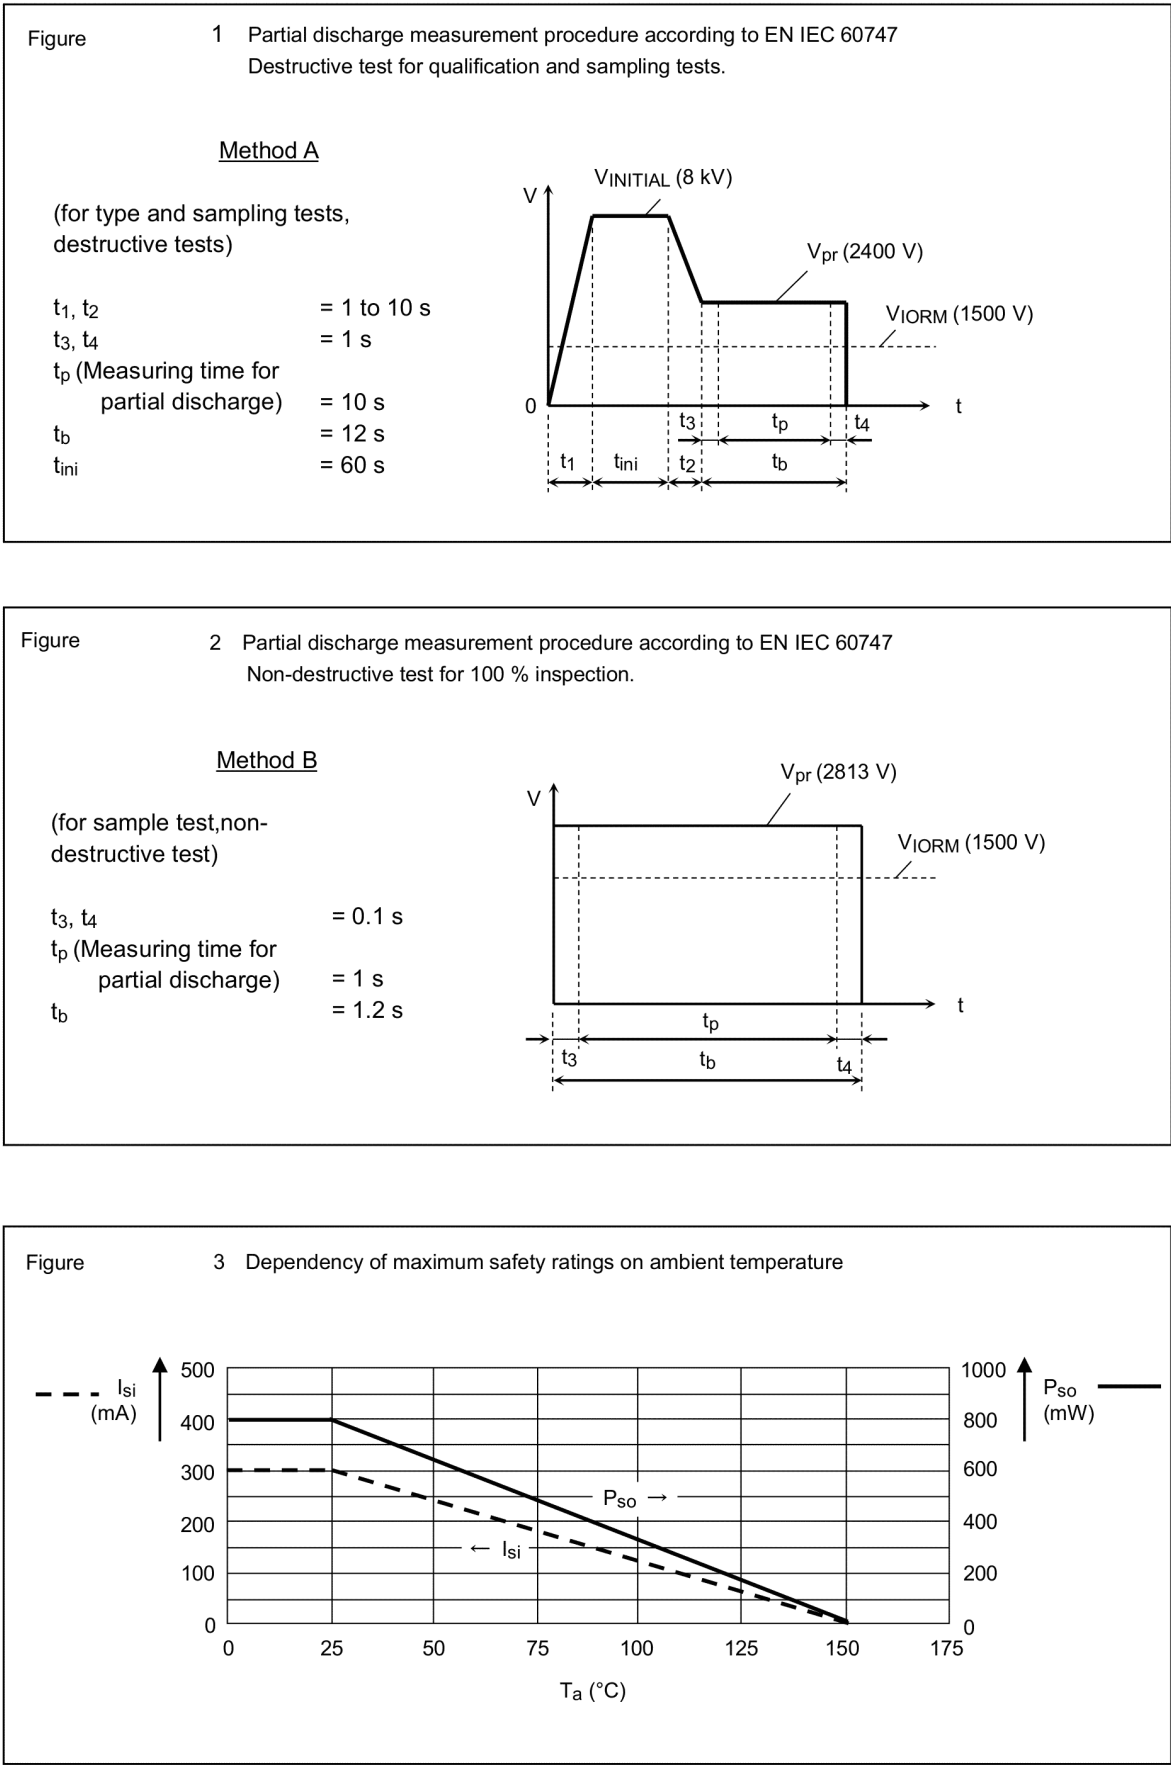 Figure 1 Partial discharge measurement procedure according to EN IEC 60747
Destructive test for qualification and sampling tests.
Method A
(for type and sampling tests,
destructive tests)
t1, t2 = 1 to 10 s
t3, t4 = 1 s
tp (Measuring time for
partial discharge) = 10 s
tb = 12 s
tini = 60 s
VINITIAL (8 kV)
V
Vpr (2400 V)
VIORM (1500 V)
0
t
t3 tp t4
t1 tini t2 tb
Figure 2 Partial discharge measurement procedure according to EN IEC 60747
Non-destructive test for 100 % inspection.
Method B
(for sample test,non-
destructive test)
t3, t4 = 0.1 s
tp (Measuring time for
partial discharge) = 1 s
tb = 1.2 s
Vpr (2813 V)
V
VIORM (1500 V)
t
tp
t3 tb t4
Figure 3 Dependency of maximum safety ratings on ambient temperature
Isi
(mA)
500
400
300
200
100
0
1000
800
600
400
200
0
Pso
(mW)
Pso →
← Isi
0 25 50 75 100 125 150 175
Ta (°C)